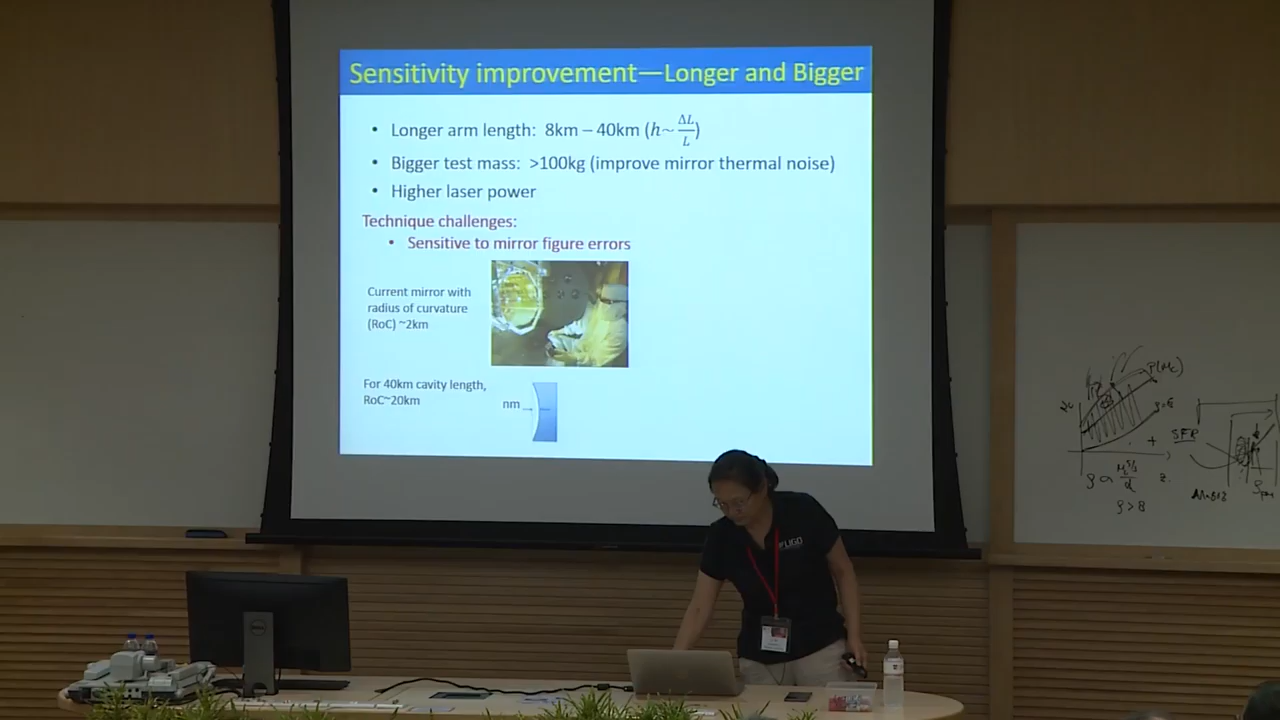 Sensitivity improvement—Longer and Bigger
• Longer arm length: 8km – 40km (h~ΔL/L)
• Bigger test mass: >100kg (improve mirror thermal noise)
• Higher laser power
Technique challenges:
• Sensitive to mirror figure errors
Current mirror with
radius of curvature
(RoC) ~2km
For 40km cavity length,
RoC~20km
nm
LIGO
DELL
SFR
z
ρ>8